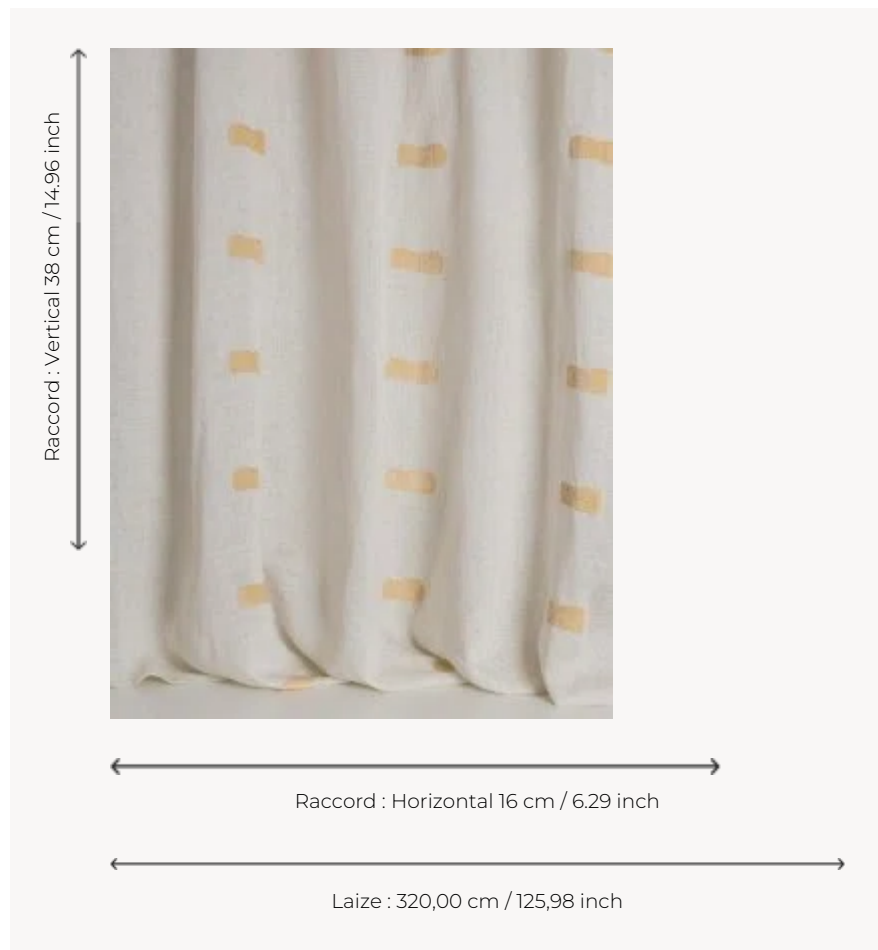 Raccord : Vertical 38 cm / 14.96 inch
Raccord : Horizontal 16 cm / 6.29 inch
Laize : 320,00 cm / 125,98 inch